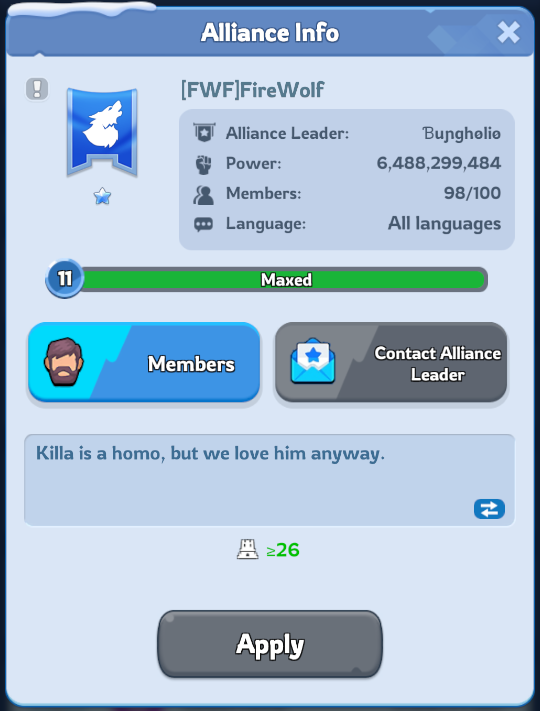 Alliance Info
[FWF]FireWolf
Alliance Leader: Ɓuɲghøliø
Power: 6,488,299,484
Members: 98/100
Language: All languages
11 Maxed
Members
Contact Alliance
Leader
Killa is a homo, but we love him anyway.
≥26
Apply